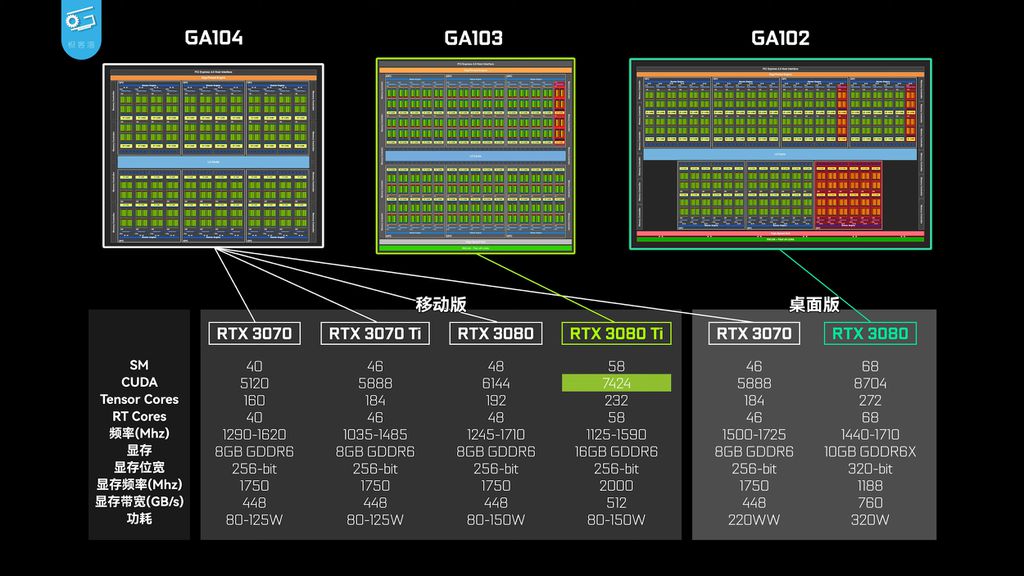 极客湾
GA104
GA103
GA102
移动版
桌面版
RTX 3070 RTX 3070 Ti RTX 3080 RTX 3080 Ti RTX 3070 RTX 3080
SM 40 46 48 58 46 68
CUDA 5120 5888 6144 7424 5888 8704
Tensor Cores 160 184 192 232 184 272
RT Cores 40 46 48 58 46 68
频率(Mhz) 1290-1620 1035-1485 1245-1710 1125-1590 1500-1725 1440-1710
显存 8GB GDDR6 8GB GDDR6 8GB GDDR6 16GB GDDR6 8GB GDDR6 10GB GDDR6X
显存位宽 256-bit 256-bit 256-bit 256-bit 256-bit 320-bit
显存频率(Mhz) 1750 1750 1750 2000 1750 1188
显存带宽(GB/s) 448 448 448 512 448 760
功耗 80-125W 80-125W 80-150W 80-150W 220WW 320W